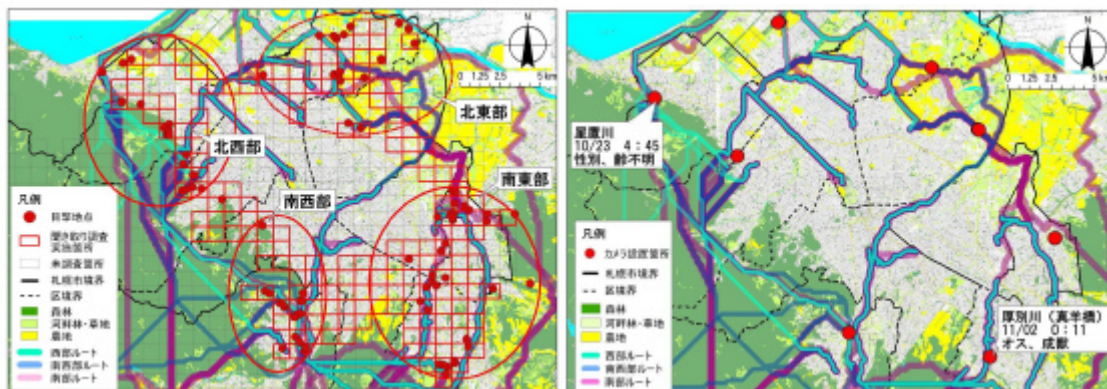 N
0 1.25 2.5 5 km
北東部
北西部
南西部
南東部
凡例
目撃地点
聞き取り調査
実施箇所
未調査箇所
札幌市境界
区境界
森林
河畔林・草地
農地
西部ルート
南西部ルート
南部ルート
N
0 1.25 2.5 5 km
星置川
10/23 4:45
性別、齢不明
凡例
カメラ設置箇所
札幌市境界
区境界
森林
河畔林・草地
農地
西部ルート
南西部ルート
南部ルート
厚別川(真羊橋)
11/02 0:11
オス、成獣